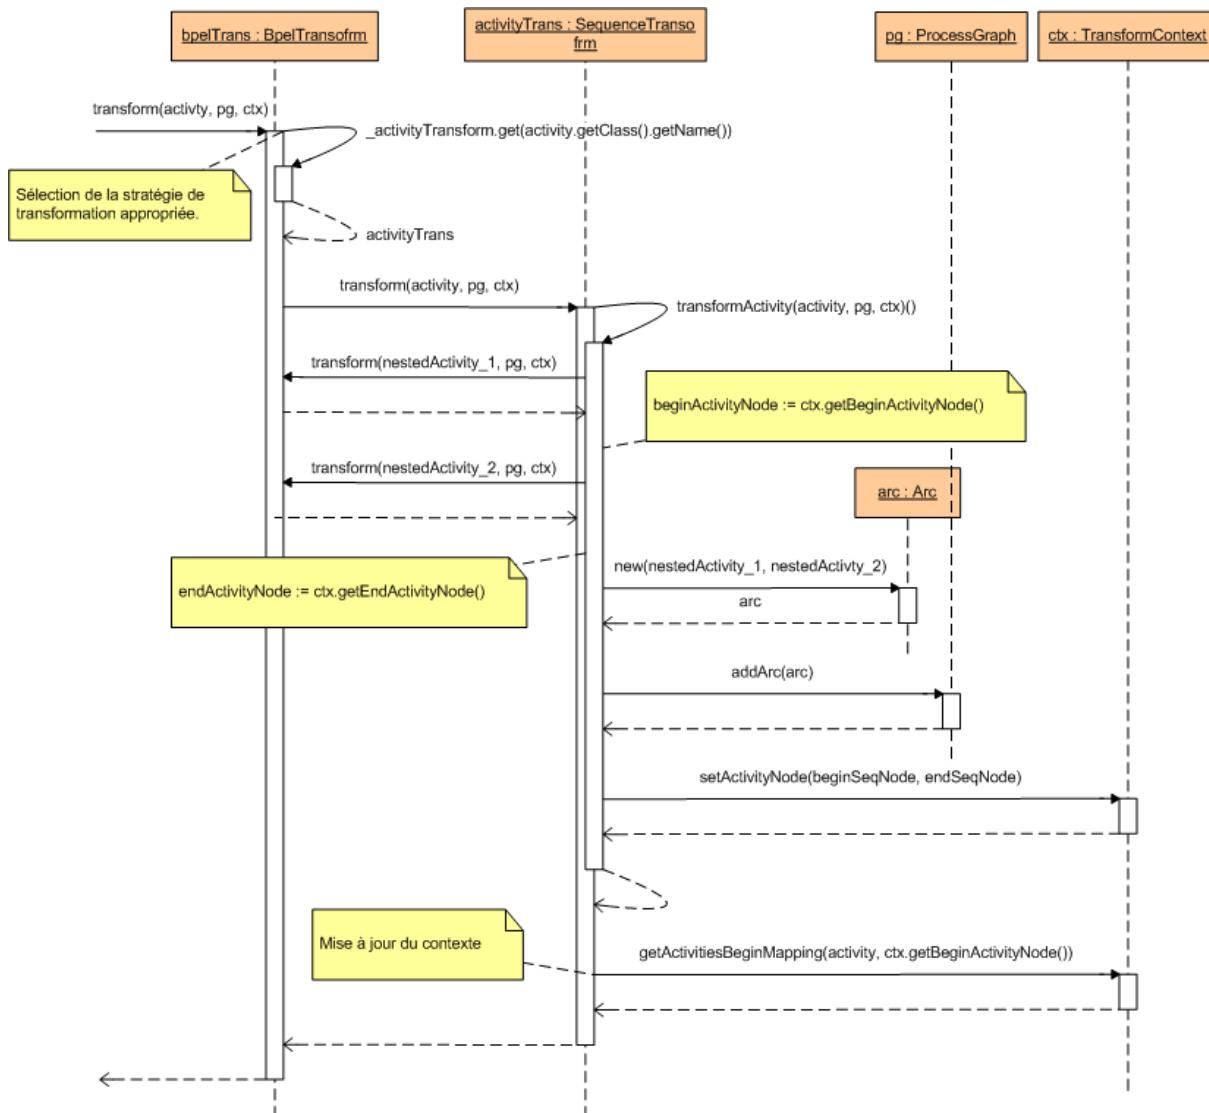 bpelTrans : BpelTransofrm
activityTrans : SequenceTranso
frm
pg : ProcessGraph
ctx : TransformContext
transform(activty, pg, ctx)
_activityTransform.get(activity.getClass().getName())
Sélection de la stratégie de
transformation appropriée.
activityTrans
transform(activity, pg, ctx)
transformActivity(activity, pg, ctx)()
transform(nestedActivity_1, pg, ctx)
beginActivityNode := ctx.getBeginActivityNode()
transform(nestedActivity_2, pg, ctx)
arc : Arc
new(nestedActivity_1, nestedActivty_2)
endActivityNode := ctx.getEndActivityNode()
arc
addArc(arc)
setActivityNode(beginSeqNode, endSeqNode)
Mise à jour du contexte
getActivitiesBeginMapping(activity, ctx.getBeginActivityNode())